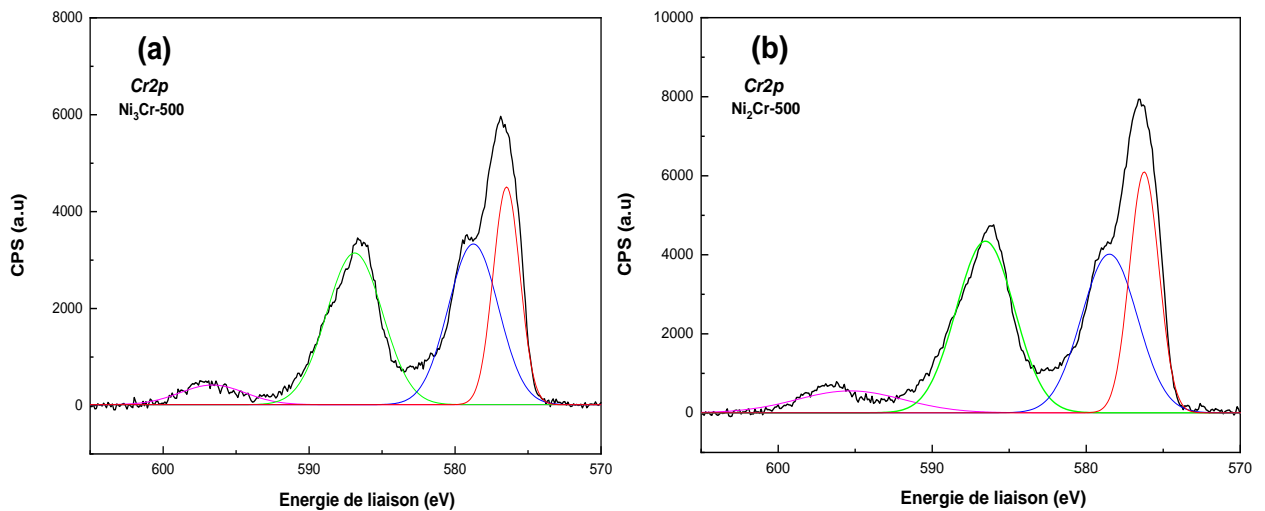 (a)
Cr2p
Ni₃Cr-500
CPS (a.u)
8000
6000
4000
2000
0
600
590
580
570
Energie de liaison (eV)
(b)
Cr2p
Ni₂Cr-500
CPS (a.u)
10000
8000
6000
4000
2000
0
600
590
580
570
Energie de liaison (eV)